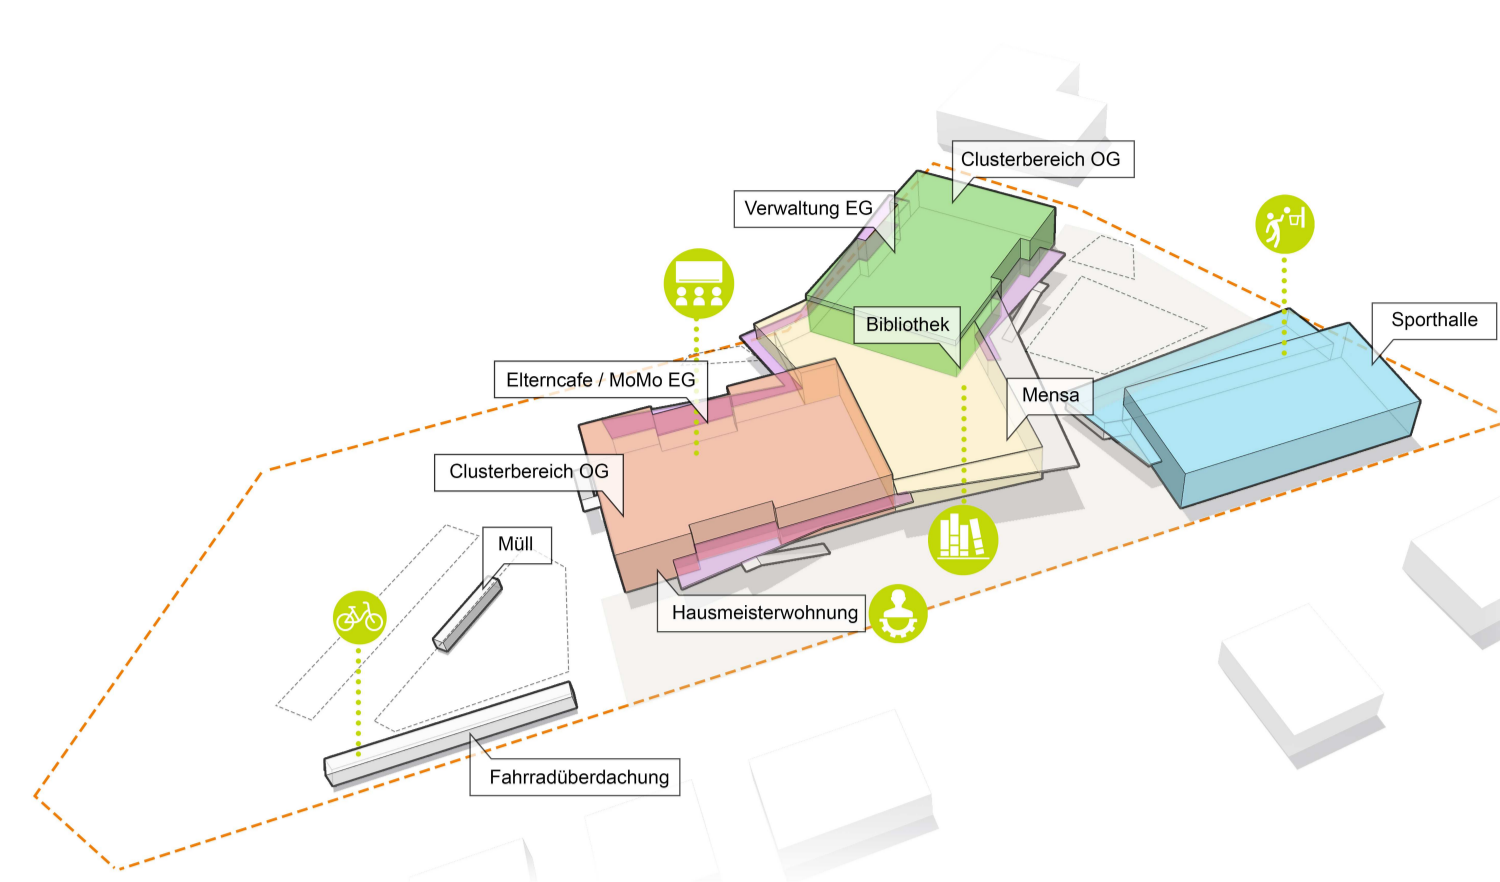 Clusterbereich OG
Verwaltung EG
Sporthalle
Bibliothek
Elterncafe / MoMo EG
Mensa
Clusterbereich OG
Müll
Hausmeisterwohnung
Fahrradüberdachung